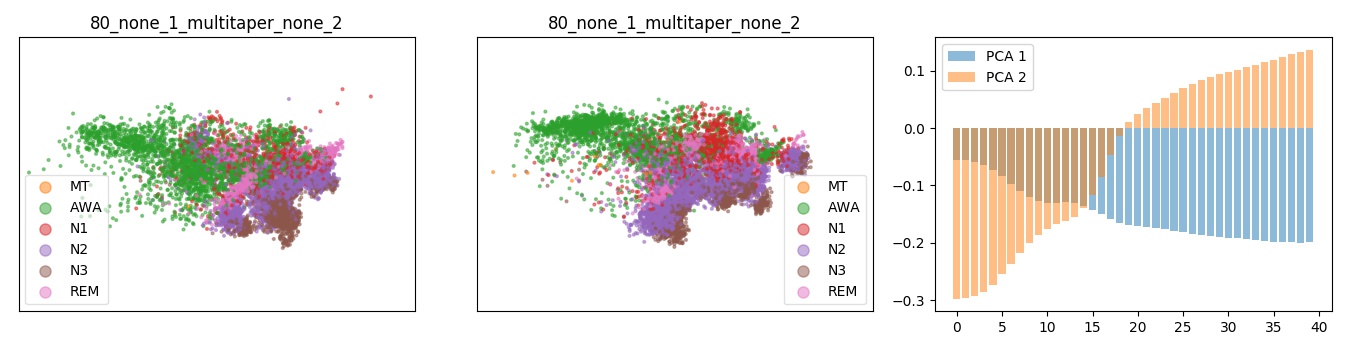 80_none_1_multitaper_none_2
MT
AWA
N1
N2
N3
REM
80_none_1_multitaper_none_2
MT
AWA
N1
N2
N3
REM
PCA 1
PCA 2
0.1
0.0
−0.1
−0.2
−0.3
0 5 10 15 20 25 30 35 40